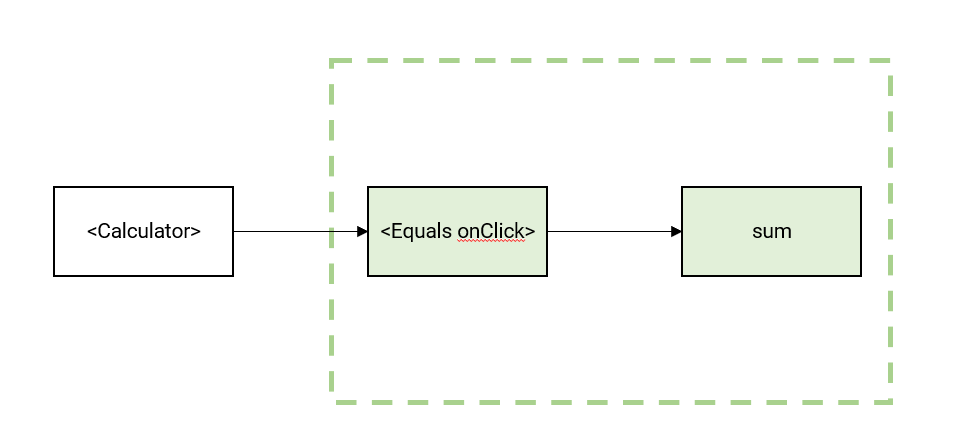 <Calculator>
<Equals onClick>
sum